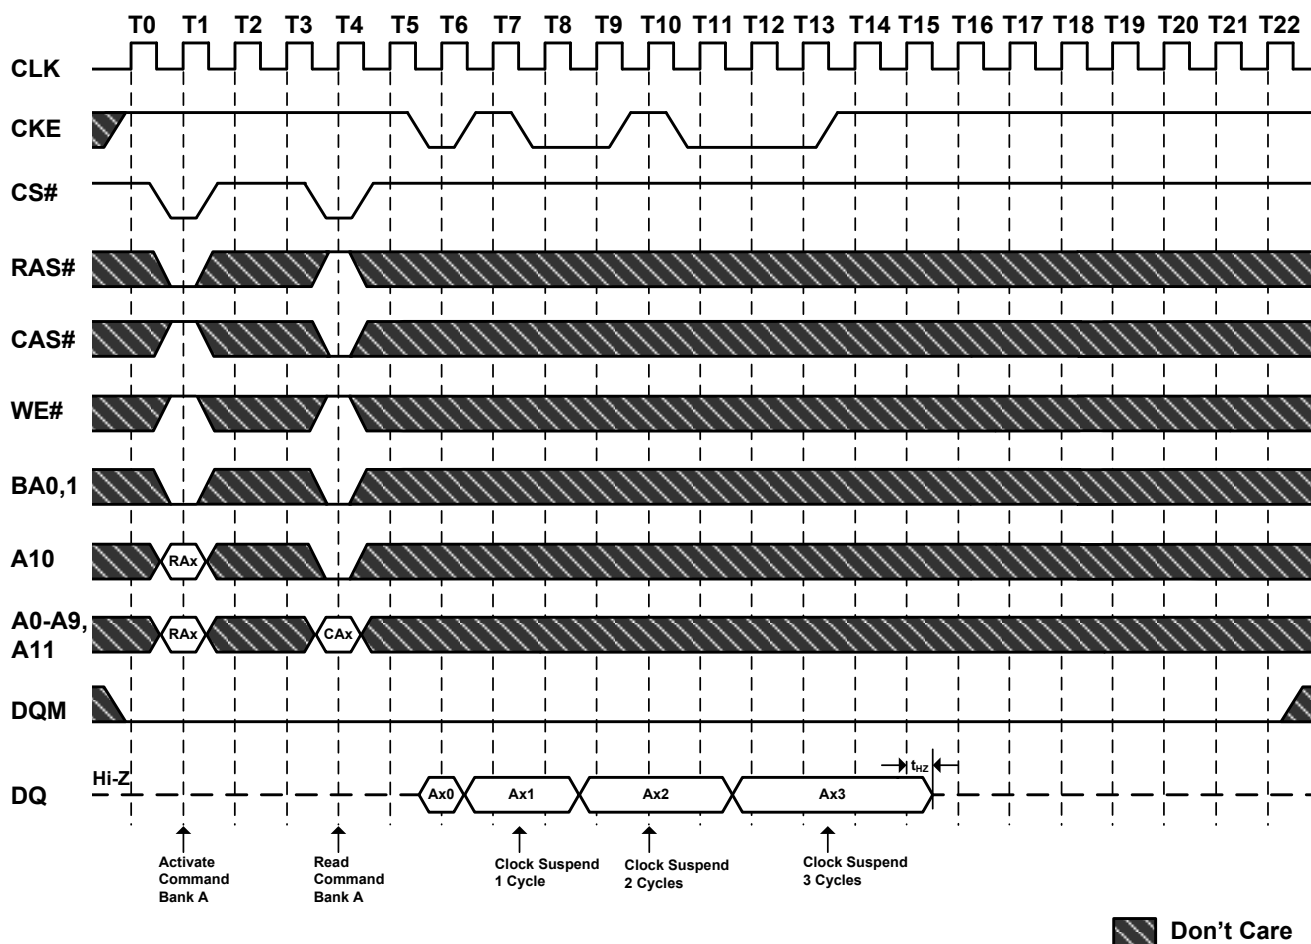 T0 T1 T2 T3 T4 T5 T6 T7 T8 T9 T10 T11 T12 T13 T14 T15 T16 T17 T18 T19 T20 T21 T22
CLK
CKE
CS#
RAS#
CAS#
WE#
BA0,1
A10
RAx
A0-A9,
A11
RAx
CAx
DQM
tHZ
Hi-Z
DQ
Ax0
Ax1
Ax2
Ax3
Activate
Command
Bank A
Read
Command
Bank A
Clock Suspend
1 Cycle
Clock Suspend
2 Cycles
Clock Suspend
3 Cycles
Don't Care